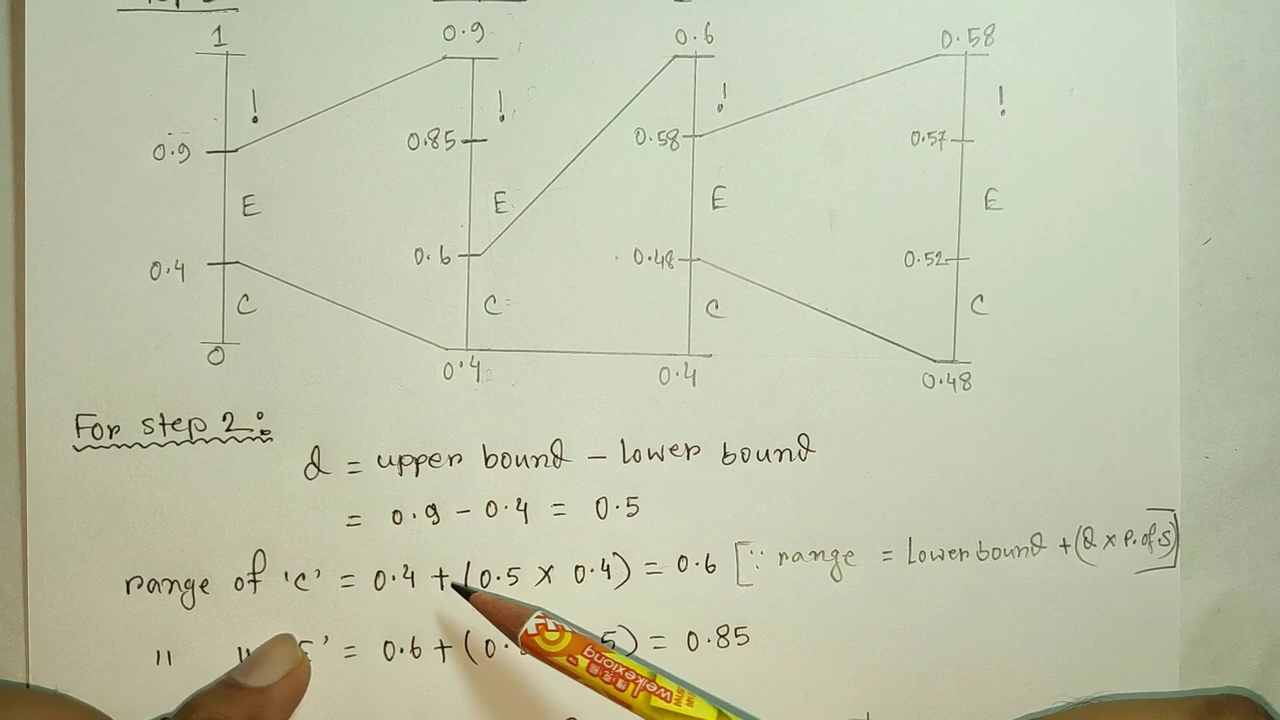 1 0.9 0.6 0.58
! ! ! !
0.9 0.85 0.58 0.57
E E E E
0.4 0.6 0.48 0.52
C C C C
0 0.4 0.4 0.48
For step 2:
d = upper bound - lower bound
= 0.9 - 0.4 = 0.5
range of 'c' = 0.4 + (0.5 × 0.4) = 0.6 [∵ range = lower bound + (d × P. of S)]
" " = 0.6 + (0. 5) = 0.85
weikexiong